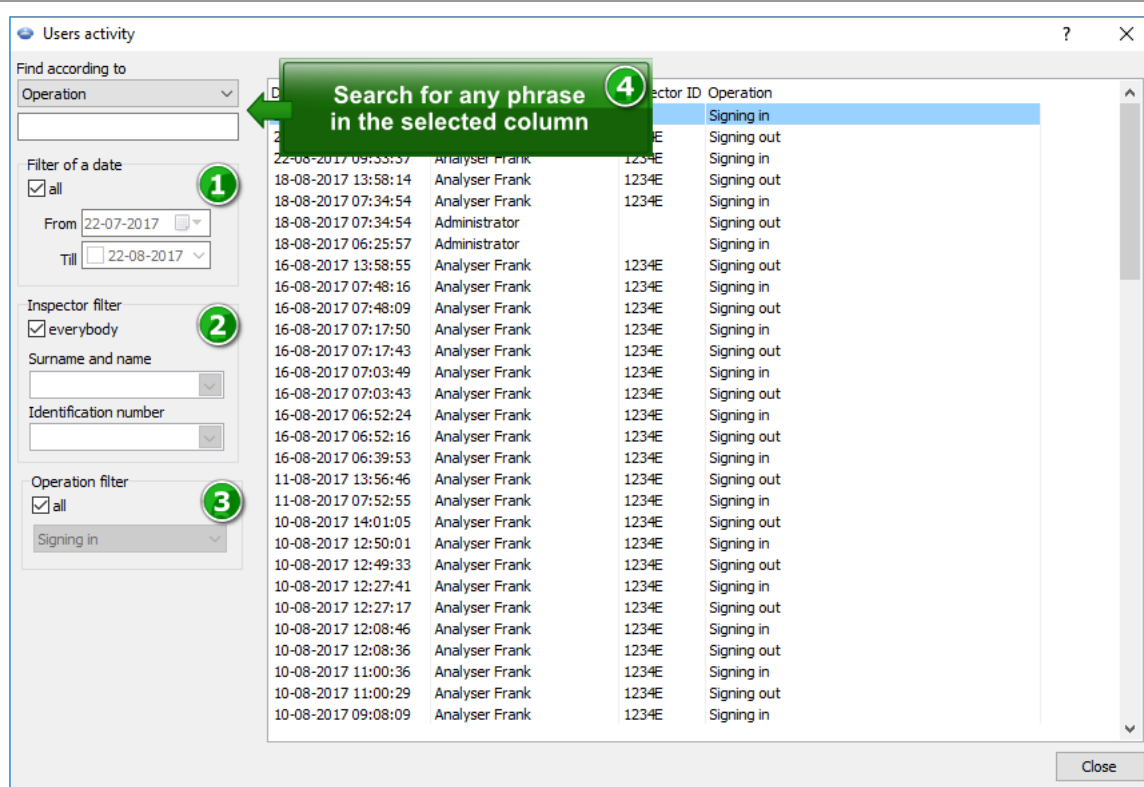 Users activity
?
Find according to
Operation
Search for any phrase
in the selected column
4
D ector ID Operation
Signing in
2 E Signing out
22-08-2017 09:33:37 Analyser Frank 1234E Signing in
Filter of a date
all
1
From 22-07-2017
Till 22-08-2017
18-08-2017 13:58:14 Analyser Frank 1234E Signing out
18-08-2017 07:34:54 Analyser Frank 1234E Signing in
18-08-2017 07:34:54 Administrator Signing out
18-08-2017 06:25:57 Administrator Signing in
16-08-2017 13:58:55 Analyser Frank 1234E Signing out
16-08-2017 07:48:16 Analyser Frank 1234E Signing in
16-08-2017 07:48:09 Analyser Frank 1234E Signing out
16-08-2017 07:17:50 Analyser Frank 1234E Signing in
16-08-2017 07:17:43 Analyser Frank 1234E Signing out
16-08-2017 07:03:49 Analyser Frank 1234E Signing in
16-08-2017 07:03:43 Analyser Frank 1234E Signing out
16-08-2017 06:52:24 Analyser Frank 1234E Signing in
16-08-2017 06:52:16 Analyser Frank 1234E Signing out
16-08-2017 06:39:53 Analyser Frank 1234E Signing in
11-08-2017 13:56:46 Analyser Frank 1234E Signing out
11-08-2017 07:52:55 Analyser Frank 1234E Signing in
10-08-2017 14:01:05 Analyser Frank 1234E Signing out
10-08-2017 12:50:01 Analyser Frank 1234E Signing in
10-08-2017 12:49:33 Analyser Frank 1234E Signing out
10-08-2017 12:27:41 Analyser Frank 1234E Signing in
10-08-2017 12:27:17 Analyser Frank 1234E Signing out
10-08-2017 12:08:46 Analyser Frank 1234E Signing in
10-08-2017 12:08:36 Analyser Frank 1234E Signing out
10-08-2017 11:00:36 Analyser Frank 1234E Signing in
10-08-2017 11:00:29 Analyser Frank 1234E Signing out
10-08-2017 09:08:09 Analyser Frank 1234E Signing in
Inspector filter
everybody
2
Surname and name
Identification number
Operation filter
all
3
Signing in
Close